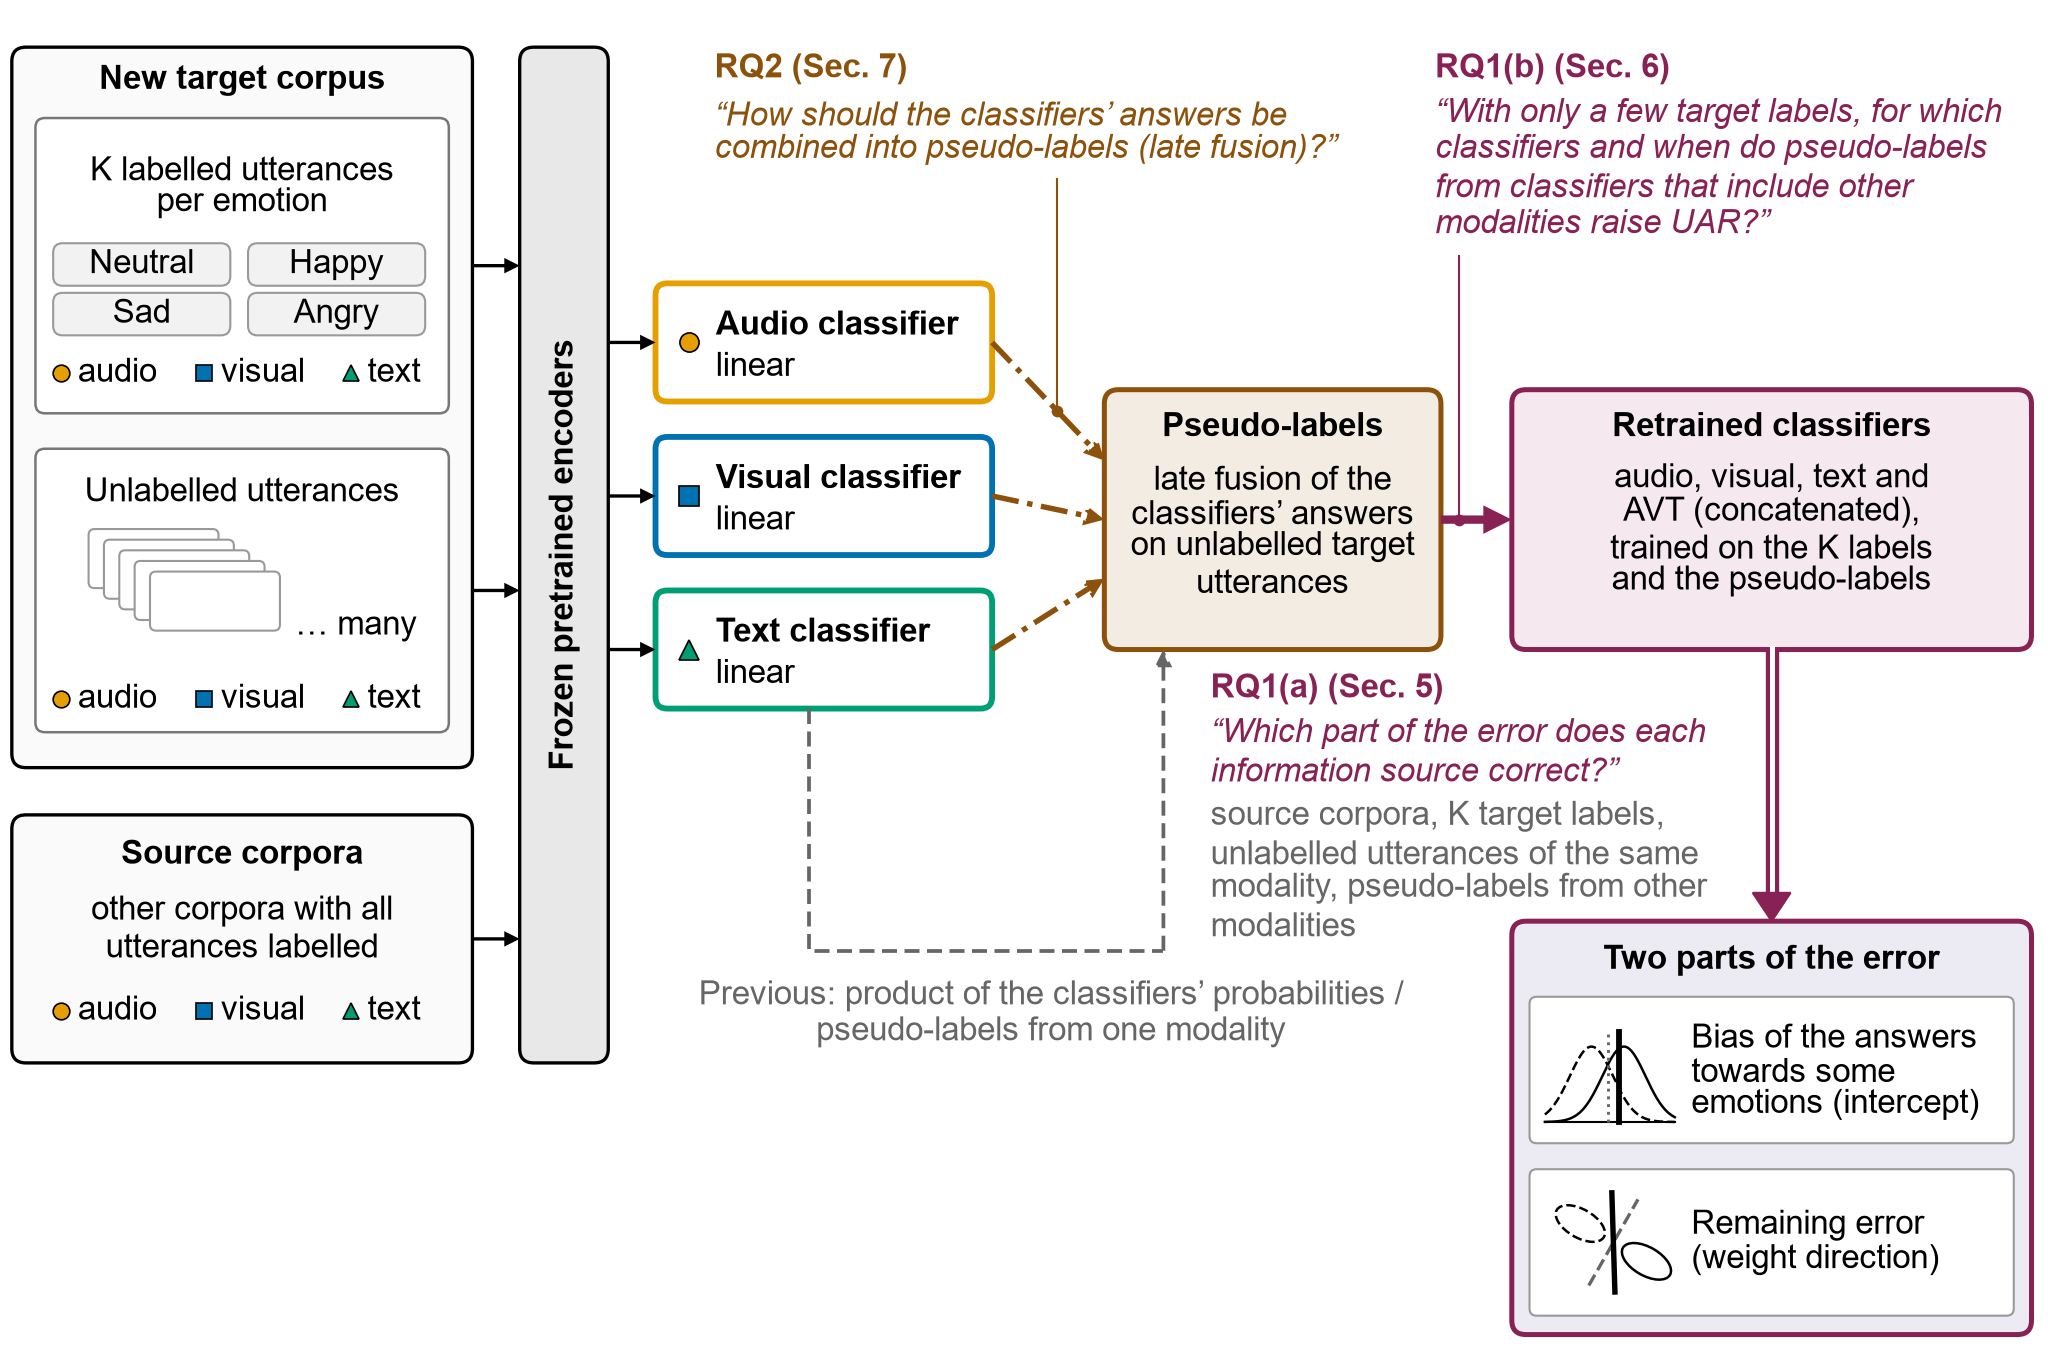 New target corpus
K labelled utterances
per emotion
Neutral
Happy
Sad
Angry
audio
visual
text
Unlabelled utterances
… many
audio
visual
text
Source corpora
other corpora with all
utterances labelled
audio
visual
text
Frozen pretrained encoders
RQ2 (Sec. 7)
“How should the classifiers’ answers be
combined into pseudo-labels (late fusion)?”
Audio classifier
linear
Visual classifier
linear
Text classifier
linear
Previous: product of the classifiers’ probabilities /
pseudo-labels from one modality
Pseudo-labels
late fusion of the
classifiers’ answers
on unlabelled target
utterances
RQ1(b) (Sec. 6)
“With only a few target labels, for which
classifiers and when do pseudo-labels
from classifiers that include other
modalities raise UAR?”
Retrained classifiers
audio, visual, text and
AVT (concatenated),
trained on the K labels
and the pseudo-labels
RQ1(a) (Sec. 5)
“Which part of the error does each
information source correct?”
source corpora, K target labels,
unlabelled utterances of the same
modality, pseudo-labels from other
modalities
Two parts of the error
Bias of the answers
towards some
emotions (intercept)
Remaining error
(weight direction)